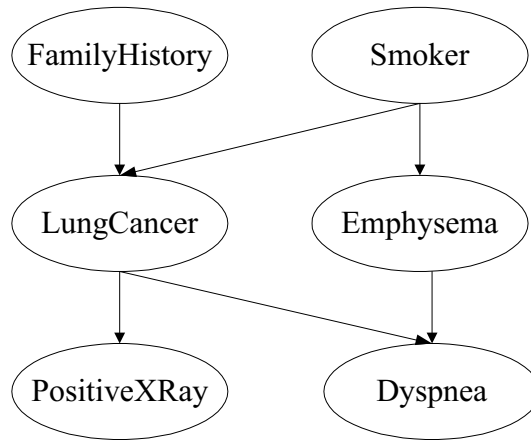 FamilyHistory
Smoker
LungCancer
Emphysema
PositiveXRay
Dyspnea